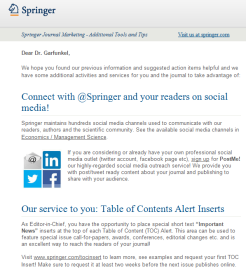 Springer
Springer Journal Marketing - Additional Tools and Tips
Visit us at springer.com
Dear Dr. Garfunkel,
We hope you found our previous information and suggested action items helpful and we
have some additional activities and services for you and the journal to take advantage of.
Connect with @Springer and your readers on social
media!
Springer maintains hundreds social media channels used to communicate with our
readers, authors and the scientific community. See the available social media channels in
Economics / Management Science.
If you are considering or already have your own professional social
media outlet (twitter account, facebook page etc), sign up for PostMe!
our highly-regarded social media outreach service! We provide you
with post/tweet ready content about your journal and publishing to
share with your audience.
Our service to you: Table of Contents Alert Inserts
As Editor-in-Chief, you have the opportunity to place special short text "Important
News" inserts at the top of each Table of Content (TOC) Alert. This area can be used to
feature special issue call-for-papers, awards, conferences, editorial changes etc. and is
an excellent way to reach the readers of your journal!
Visit www.springer.com/tocinsert to learn more, see examples and request your first TOC
Insert! Make sure to request it at least two weeks before the next issue publishes online.